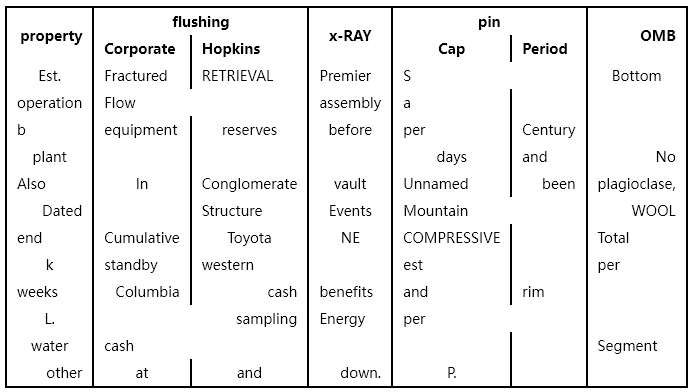 property flushing x-RAY pin OMB
Corporate Hopkins Cap Period
Est. Fractured RETRIEVAL Premier S Bottom
operation Flow assembly a
b equipment reserves before per Century
plant days and No
Also In Conglomerate vault Unnamed been plagioclase,
Dated Structure Events Mountain WOOL
end Cumulative Toyota NE COMPRESSIVE Total
k standby western est per
weeks Columbia cash benefits and rim
L. sampling Energy per
water cash Segment
other at and down. P.